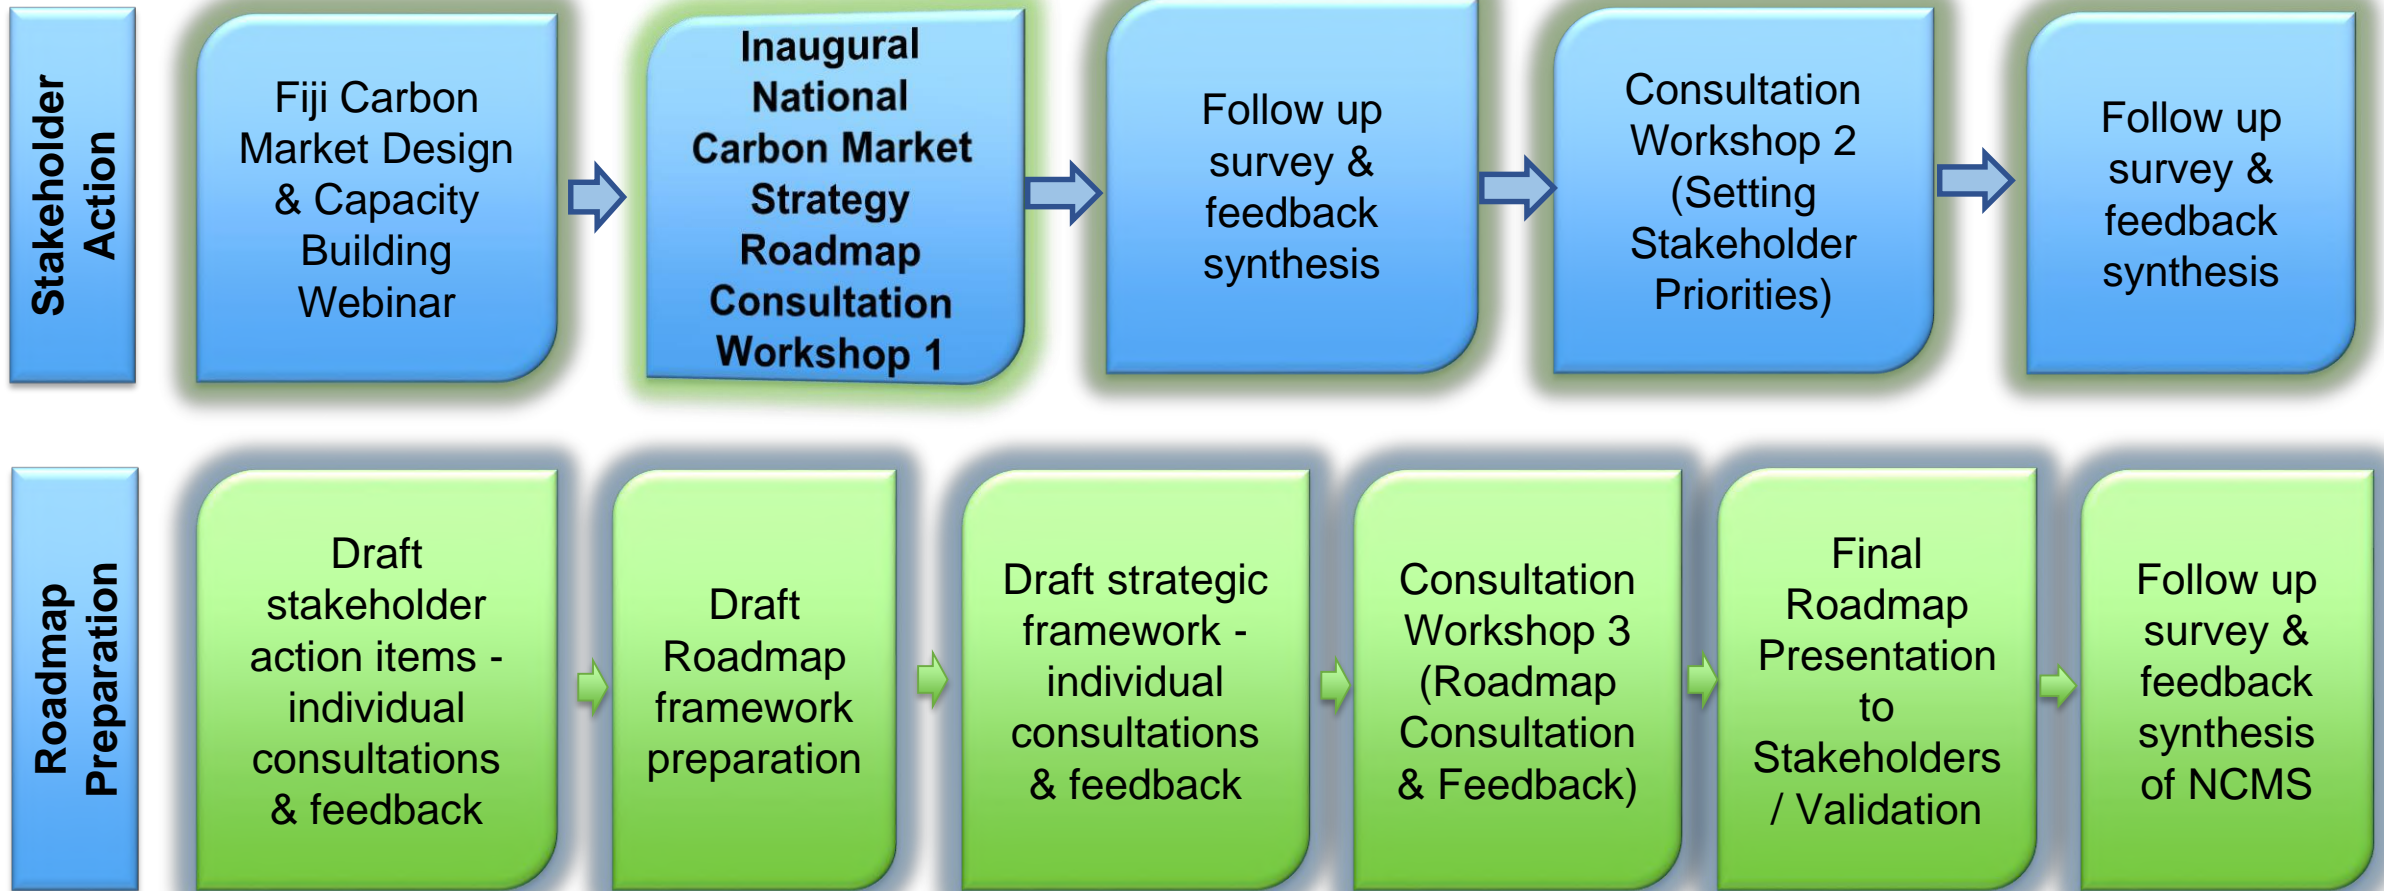 Stakeholder
Action
Fiji Carbon
Market Design
& Capacity
Building
Webinar
Inaugural
National
Carbon Market
Strategy
Roadmap
Consultation
Workshop 1
Follow up
survey &
feedback
synthesis
Consultation
Workshop 2
(Setting
Stakeholder
Priorities)
Follow up
survey &
feedback
synthesis
Roadmap
Preparation
Draft
stakeholder
action items -
individual
consultations
& feedback
Draft
Roadmap
framework
preparation
Draft strategic
framework -
individual
consultations
& feedback
Consultation
Workshop 3
(Roadmap
Consultation
& Feedback)
Final
Roadmap
Presentation
to
Stakeholders
/ Validation
Follow up
survey &
feedback
synthesis
of NCMS